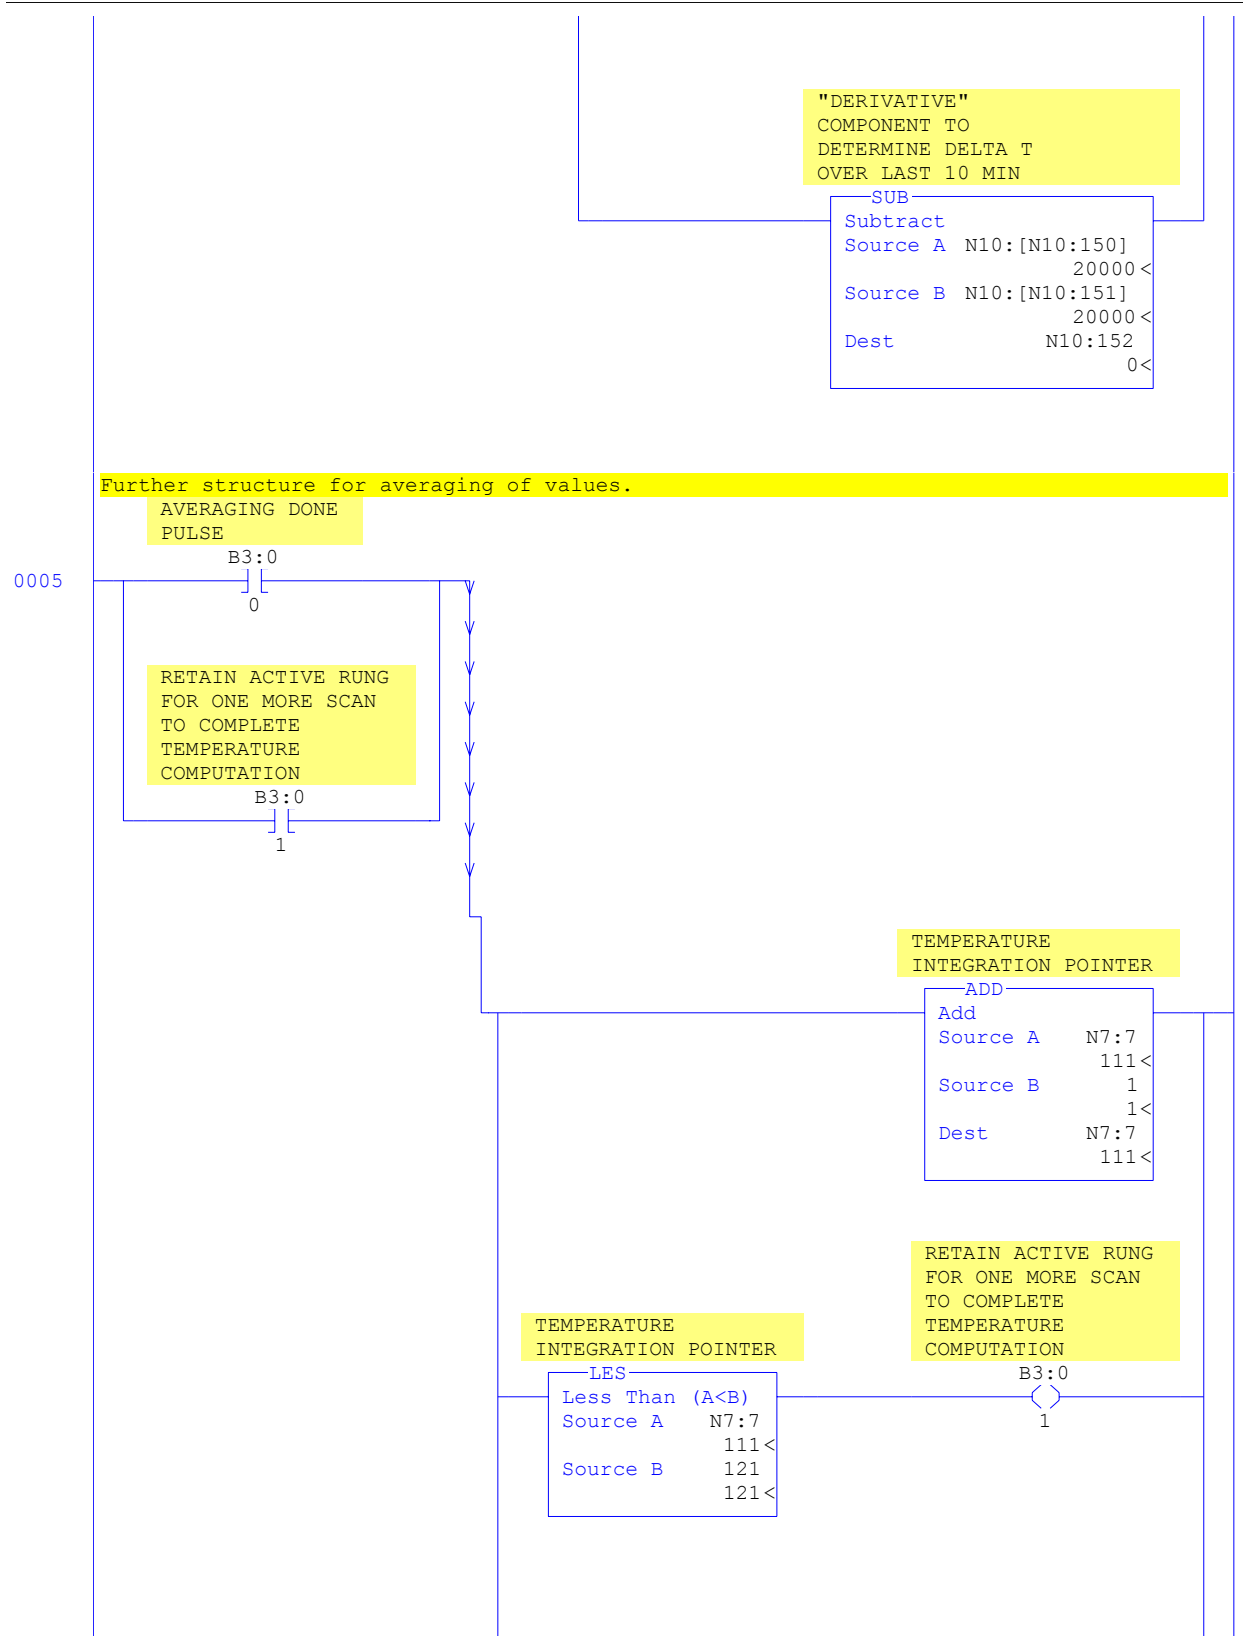 "DERIVATIVE"
COMPONENT TO
DETERMINE DELTA T
OVER LAST 10 MIN
SUB
Subtract
Source A N10:[N10:150]
20000<
Source B N10:[N10:151]
20000<
Dest N10:152
0<
Further structure for averaging of values.
AVERAGING DONE
PULSE
B3:0
0005
0
RETAIN ACTIVE RUNG
FOR ONE MORE SCAN
TO COMPLETE
TEMPERATURE
COMPUTATION
B3:0
1
TEMPERATURE
INTEGRATION POINTER
ADD
Add
Source A N7:7
111<
Source B 1
1<
Dest N7:7
111<
RETAIN ACTIVE RUNG
FOR ONE MORE SCAN
TO COMPLETE
TEMPERATURE
COMPUTATION
B3:0
1
TEMPERATURE
INTEGRATION POINTER
LES
Less Than (A<B)
Source A N7:7
111<
Source B 121
121<